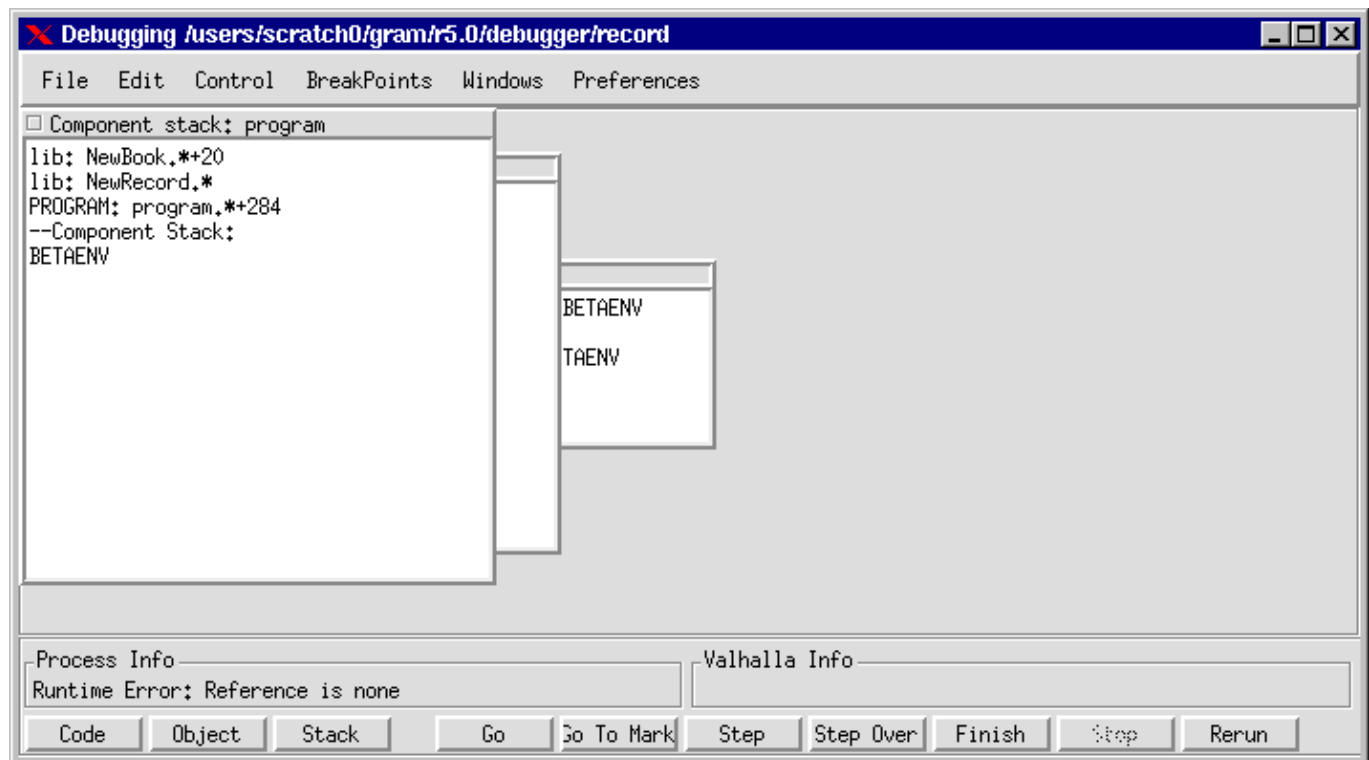 Debugging /users/scratch0/gram/r5.0/debugger/record
File Edit Control BreakPoints Windows Preferences
Component stack: program
lib: NewBook.*+20
lib: NewRecord.*
PROGRAM: program.*+284
--Component Stack:
BETAENV
BETAENV
TAENV
Process Info
Runtime Error: Reference is none
Valhalla Info
Code Object Stack Go Go To Mark Step Step Over Finish Stop Rerun